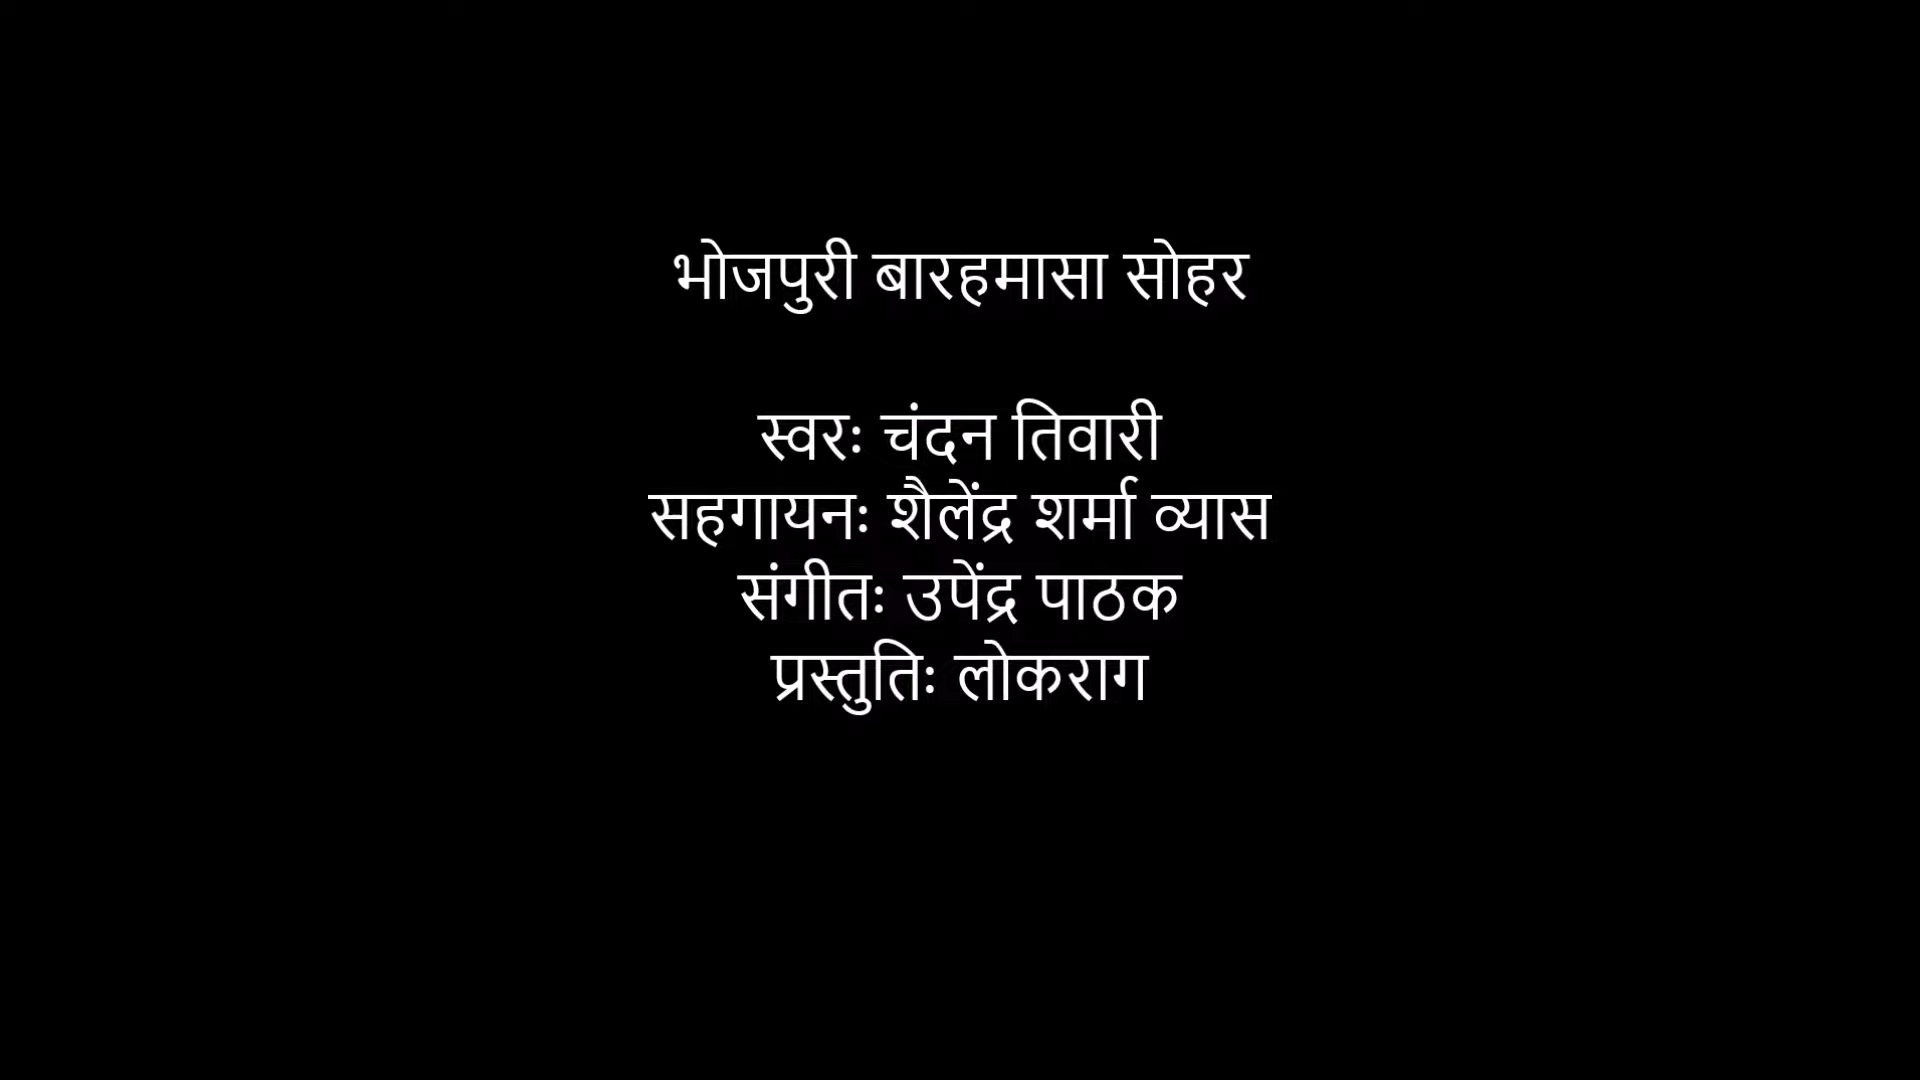 भोजपुरी बारहमासा सोहर
स्वरः चंदन तिवारी
सहगायनः शैलेंद्र शर्मा व्यास
संगीतः उपेंद्र पाठक
प्रस्तुतिः लोकराग